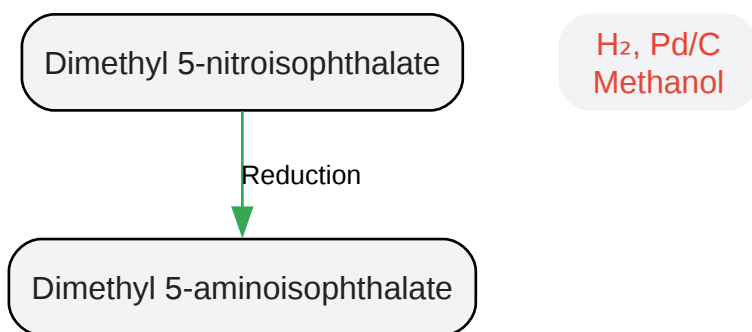 Dimethyl 5-nitroisophthalate
H₂, Pd/C
Methanol
Reduction
Dimethyl 5-aminoisophthalate